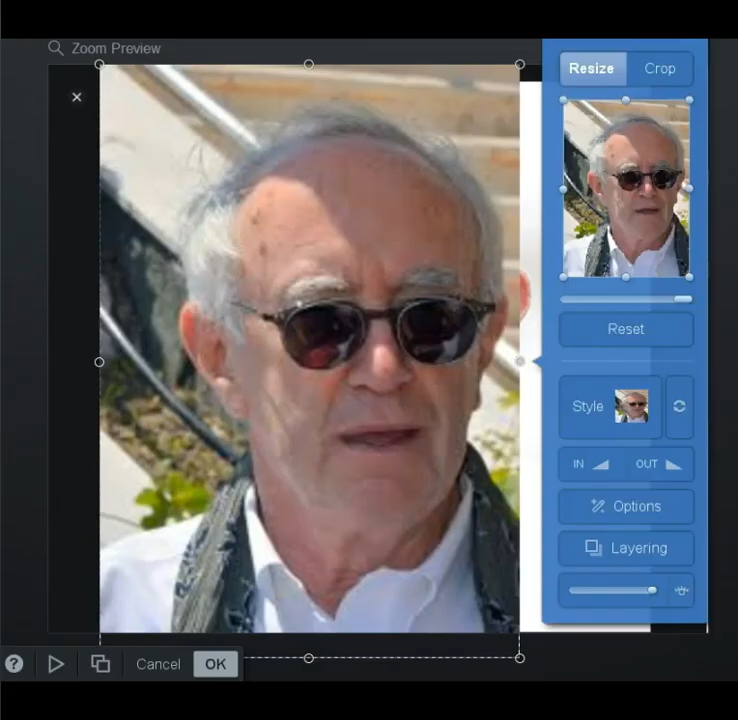 Zoom Preview
Resize
Crop
Reset
Style
IN
OUT
Options
Layering
?
Cancel
OK